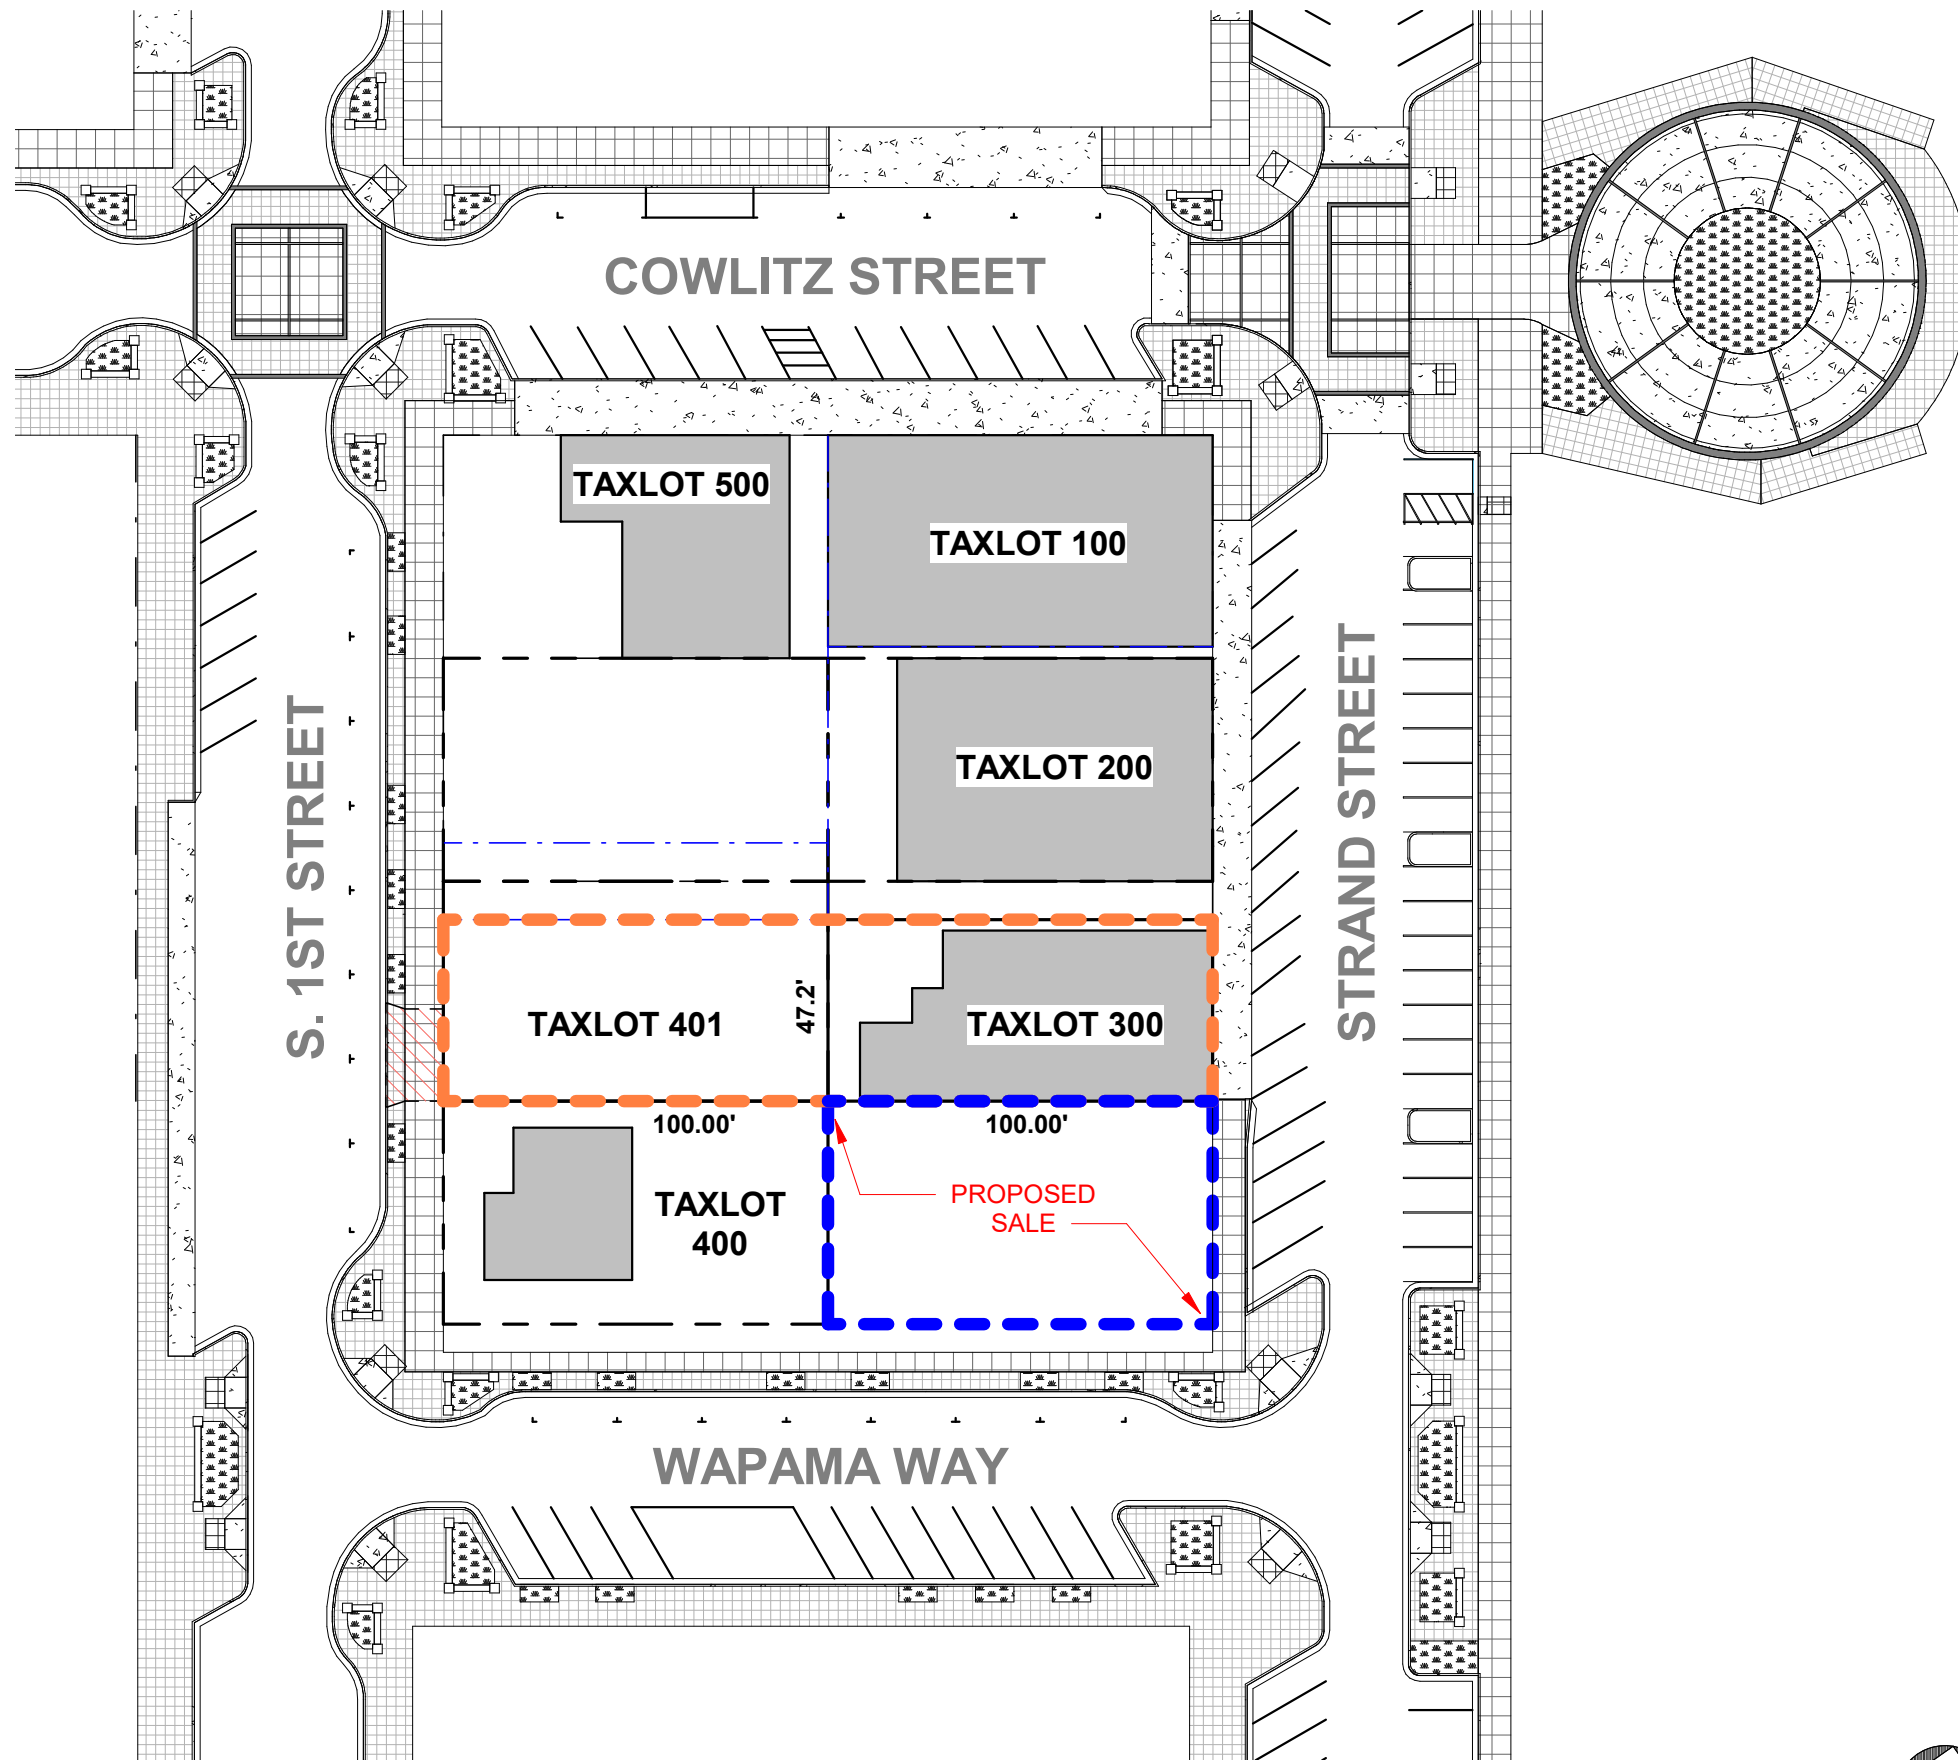 COWLITZ STREET
TAXLOT 500
TAXLOT 100
TAXLOT 200
S. 1ST STREET
STRAND STREET
47.2'
TAXLOT 401
TAXLOT 300
100.00'
100.00'
TAXLOT
400
PROPOSED
SALE
WAPAMA WAY